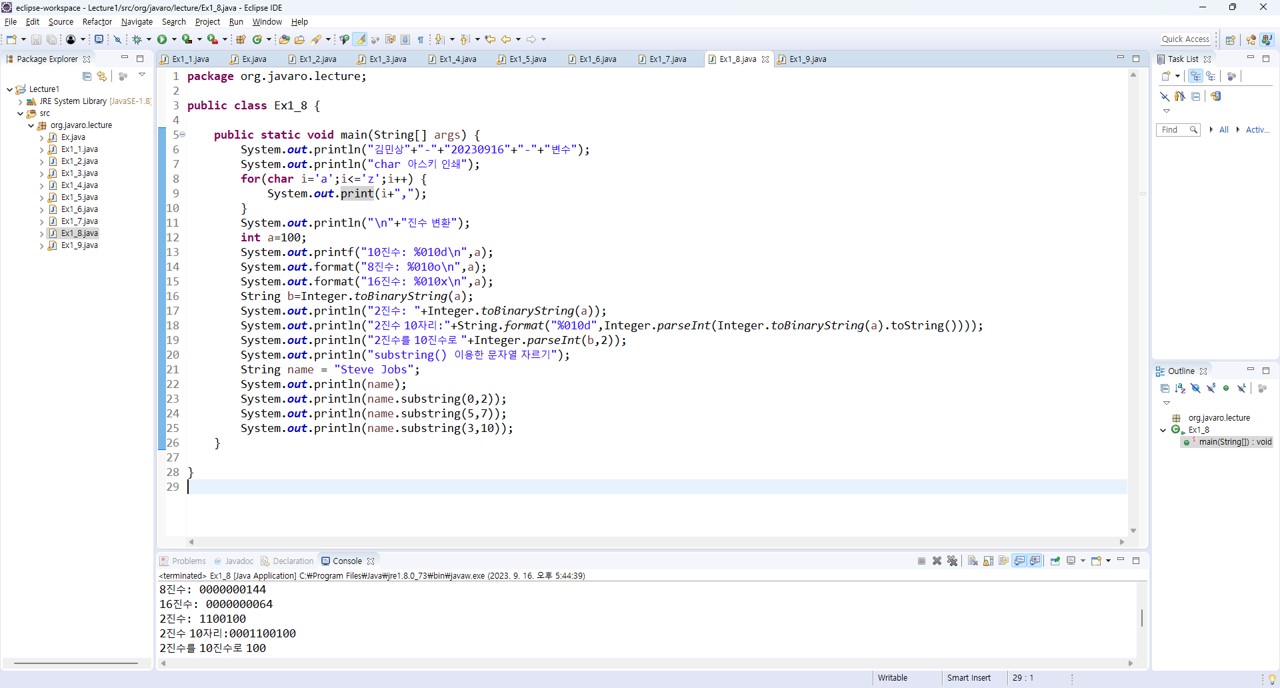 eclipse-workspace - Lecture1/src/org/javaro/lecture/Ex1_8.java - Eclipse IDE
File Edit Source Refactor Navigate Search Project Run Window Help
Quick Access
Package Explorer
Lecture1
JRE System Library [JavaSE-1.8]
src
org.javaro.lecture
Ex.java
Ex1_1.java
Ex1_2.java
Ex1_3.java
Ex1_4.java
Ex1_5.java
Ex1_6.java
Ex1_7.java
Ex1_8.java
Ex1_9.java
Ex1_1.java Ex.java Ex1_2.java Ex1_3.java Ex1_4.java Ex1_5.java Ex1_6.java Ex1_7.java Ex1_8.java Ex1_9.java
1 package org.javaro.lecture;
2
3 public class Ex1_8 {
4
5 public static void main(String[] args) {
6 System.out.println("김민상"+"-"+"20230916"+"-"+"변수");
7 System.out.println("char 아스키 인쇄");
8 for(char i='a';i<='z';i++) {
9 System.out.print(i+",");
10 }
11 System.out.println("\n"+"진수 변환");
12 int a=100;
13 System.out.printf("10진수: %010d\n",a);
14 System.out.format("8진수: %010o\n",a);
15 System.out.format("16진수: %010x\n",a);
16 String b=Integer.toBinaryString(a);
17 System.out.println("2진수: "+Integer.toBinaryString(a));
18 System.out.println("2진수 10자리:"+String.format("%010d",Integer.parseInt(Integer.toBinaryString(a).toString())));
19 System.out.println("2진수를 10진수로 "+Integer.parseInt(b,2));
20 System.out.println("substring() 이용한 문자열 자르기");
21 String name = "Steve Jobs";
22 System.out.println(name);
23 System.out.println(name.substring(0,2));
24 System.out.println(name.substring(5,7));
25 System.out.println(name.substring(3,10));
26 }
27
28 }
29
Task List
Find All Activ...
Outline
org.javaro.lecture
Ex1_8
main(String[]) : void
Problems Javadoc Declaration Console
<terminated> Ex1_8 [Java Application] C:₩Program Files₩Java₩jre1.8.0_73₩bin₩javaw.exe (2023. 9. 16. 오후 5:44:39)
8진수: 0000000144
16진수: 0000000064
2진수: 1100100
2진수 10자리:0001100100
2진수를 10진수로 100
Writable Smart Insert 29 : 1